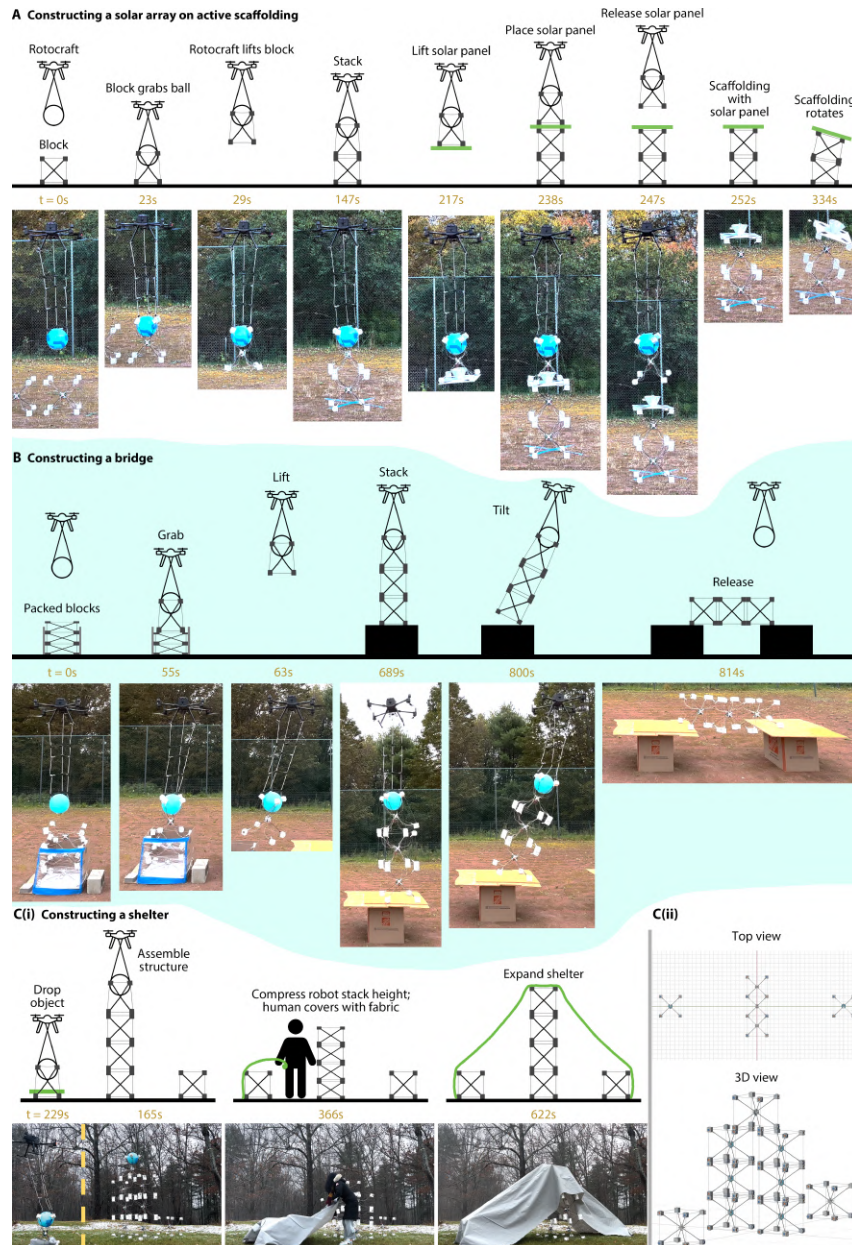 A Constructing a solar array on active scaffolding
Rotocraft
Block
Block grabs ball
Rotocraft lifts block
Stack
Lift solar panel
Place solar panel
Release solar panel
Scaffolding
with
solar panel
Scaffolding
rotates
t = 0s
23s
29s
147s
217s
238s
247s
252s
334s
B Constructing a bridge
Packed blocks
Grab
Lift
Stack
Tilt
Release
t = 0s
55s
63s
689s
800s
814s
C(i) Constructing a shelter
Drop
object
Assemble
structure
Compress robot stack height;
human covers with fabric
Expand shelter
t = 229s
165s
366s
622s
C(ii)
Top view
3D view